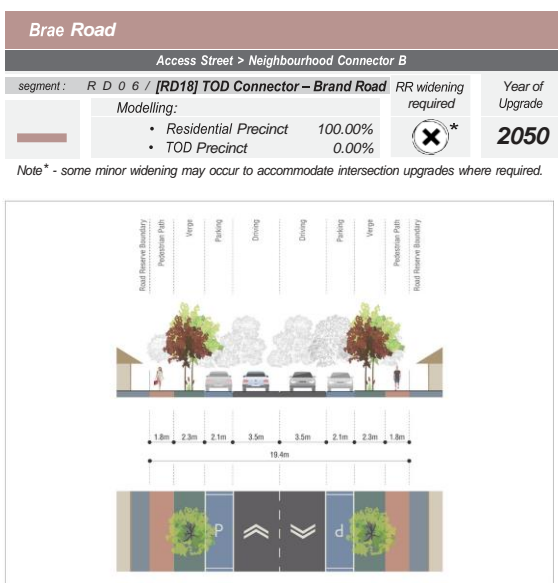 Brae Road
Access Street > Neighbourhood Connector B
segment : RD06 / [RD18] TOD Connector – Brand Road
RR widening required
Year of Upgrade
Modelling:
• Residential Precinct 100.00%
• TOD Precinct 0.00%
*
2050
Note* - some minor widening may occur to accommodate intersection upgrades where required.
Road Reserve Boundary
Pedestrian Path
Verge
Parking
Driving
Driving
Parking
Verge
Pedestrian Path
Road Reserve Boundary
1.8m 2.3m 2.1m 3.5m 3.5m 2.1m 2.3m 1.8m
19.4m
P P